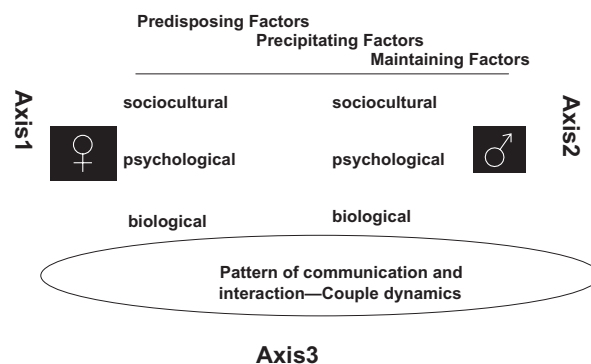 Predisposing Factors
Precipitating Factors
Maintaining Factors
Axis1
Axis2
sociocultural sociocultural
psychological psychological
biological biological
Pattern of communication and
interaction—Couple dynamics
Axis3